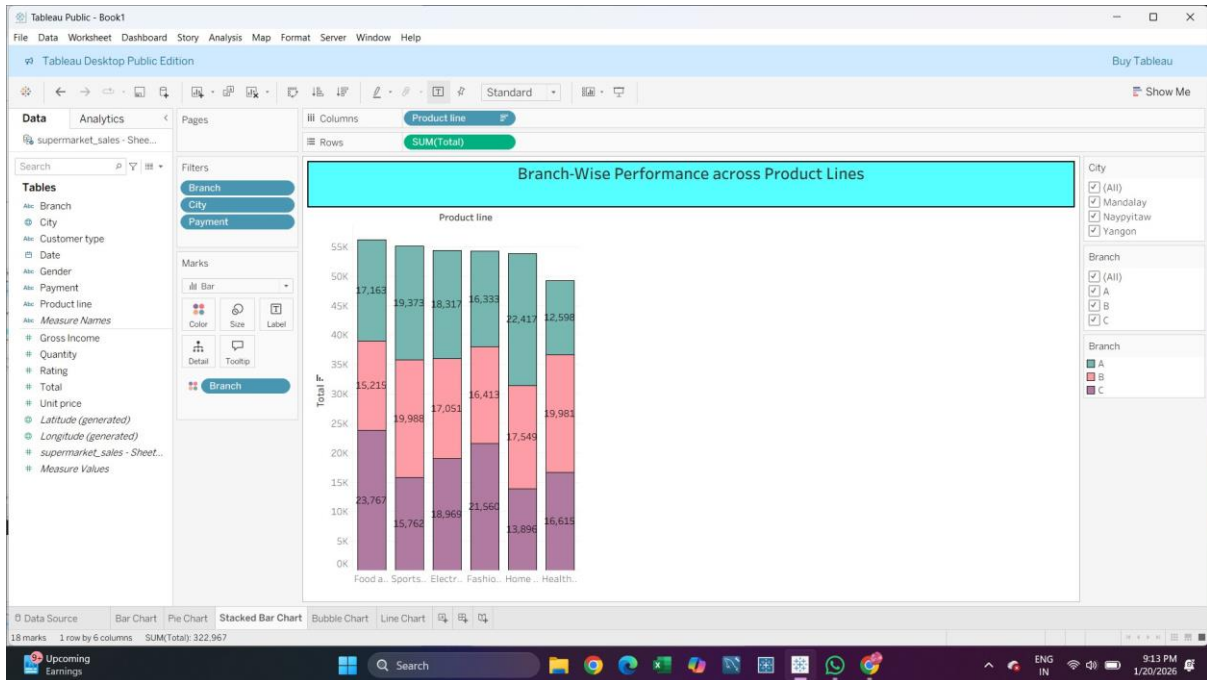 Tableau Public - Book1
File Data Worksheet Dashboard Story Analysis Map Format Server Window Help
Tableau Desktop Public Edition
Buy Tableau
Standard
Show Me
Data Analytics
supermarket_sales - Shee...
Search
Tables
Abc Branch
City
Abc Customer type
Date
Abc Gender
Abc Payment
Abc Product line
Abc Measure Names
# Gross Income
# Quantity
# Rating
# Total
# Unit price
Latitude (generated)
Longitude (generated)
# supermarket_sales - Sheet...
# Measure Values
Pages
Filters
Branch
City
Payment
Marks
Bar
Color Size Label
Detail Tooltip
Branch
Columns Product line
Rows SUM(Total)
Branch-Wise Performance across Product Lines
Product line
Total
55K
50K
45K
40K
35K
30K
25K
20K
15K
10K
5K
0K
17,163 19,373 18,317 16,333 22,417 12,598
15,215 19,988 17,051 16,413 17,549 19,981
23,767 15,762 18,969 21,560 13,896 16,615
Food a.. Sports.. Electr.. Fashio.. Home .. Health..
City
(All)
Mandalay
Naypyitaw
Yangon
Branch
(All)
A
B
C
Branch
A
B
C
Data Source Bar Chart Pie Chart Stacked Bar Chart Bubble Chart Line Chart
18 marks 1 row by 6 columns SUM(Total): 322,967
9+
Upcoming
Earnings
Search
ENG
IN
9:13 PM
1/20/2026